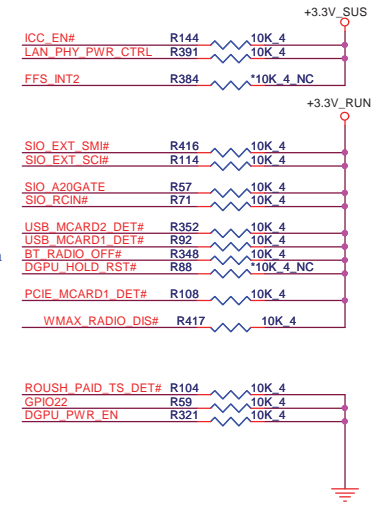 +3.3V_SUS
ICC_EN# R144 10K_4
LAN_PHY_PWR_CTRL R391 10K_4
FFS_INT2 R384 *10K_4_NC
+3.3V_RUN
SIO_EXT_SMI# R416 10K_4
SIO_EXT_SCI# R114 10K_4
SIO_A20GATE R57 10K_4
SIO_RCIN# R71 10K_4
USB_MCARD2_DET# R352 10K_4
USB_MCARD1_DET# R92 10K_4
BT_RADIO_OFF# R348 10K_4
DGPU_HOLD_RST# R88 *10K_4_NC
PCIE_MCARD1_DET# R108 10K_4
WMAX_RADIO_DIS# R417 10K_4
ROUSH_PAID_TS_DET# R104 10K_4
GPIO22 R59 10K_4
DGPU_PWR_EN R321 10K_4